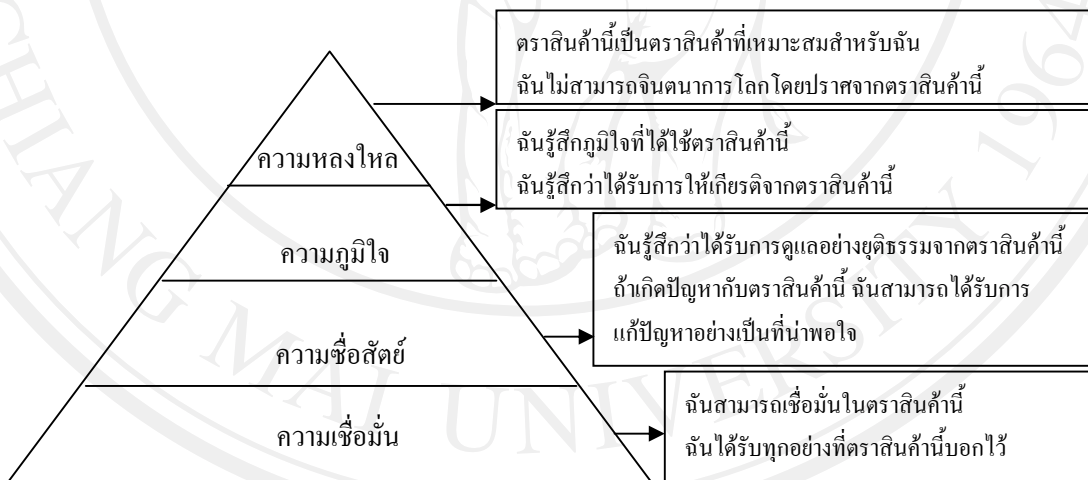 ตราสินค้านี้เป็นตราสินค้าที่เหมาะสมสำหรับฉัน
ฉันไม่สามารถจินตนาการโลกโดยปราศจากตราสินค้านี้
ความหลงใหล
ฉันรู้สึกภูมิใจที่ได้ใช้ตราสินค้านี้
ฉันรู้สึกว่าได้รับการให้เกียรติจากตราสินค้านี้
ความภูมิใจ
ฉันรู้สึกว่าได้รับการดูแลอย่างยุติธรรมจากตราสินค้านี้
ถ้าเกิดปัญหากับตราสินค้านี้ ฉันสามารถได้รับการ
แก้ปัญหาอย่างเป็นที่น่าพอใจ
ความซื่อสัตย์
ฉันสามารถเชื่อมั่นในตราสินค้านี้
ฉันได้รับทุกอย่างที่ตราสินค้านี้บอกไว้
ความเชื่อมั่น
CHIANG MAI UNIVERSITY 1964